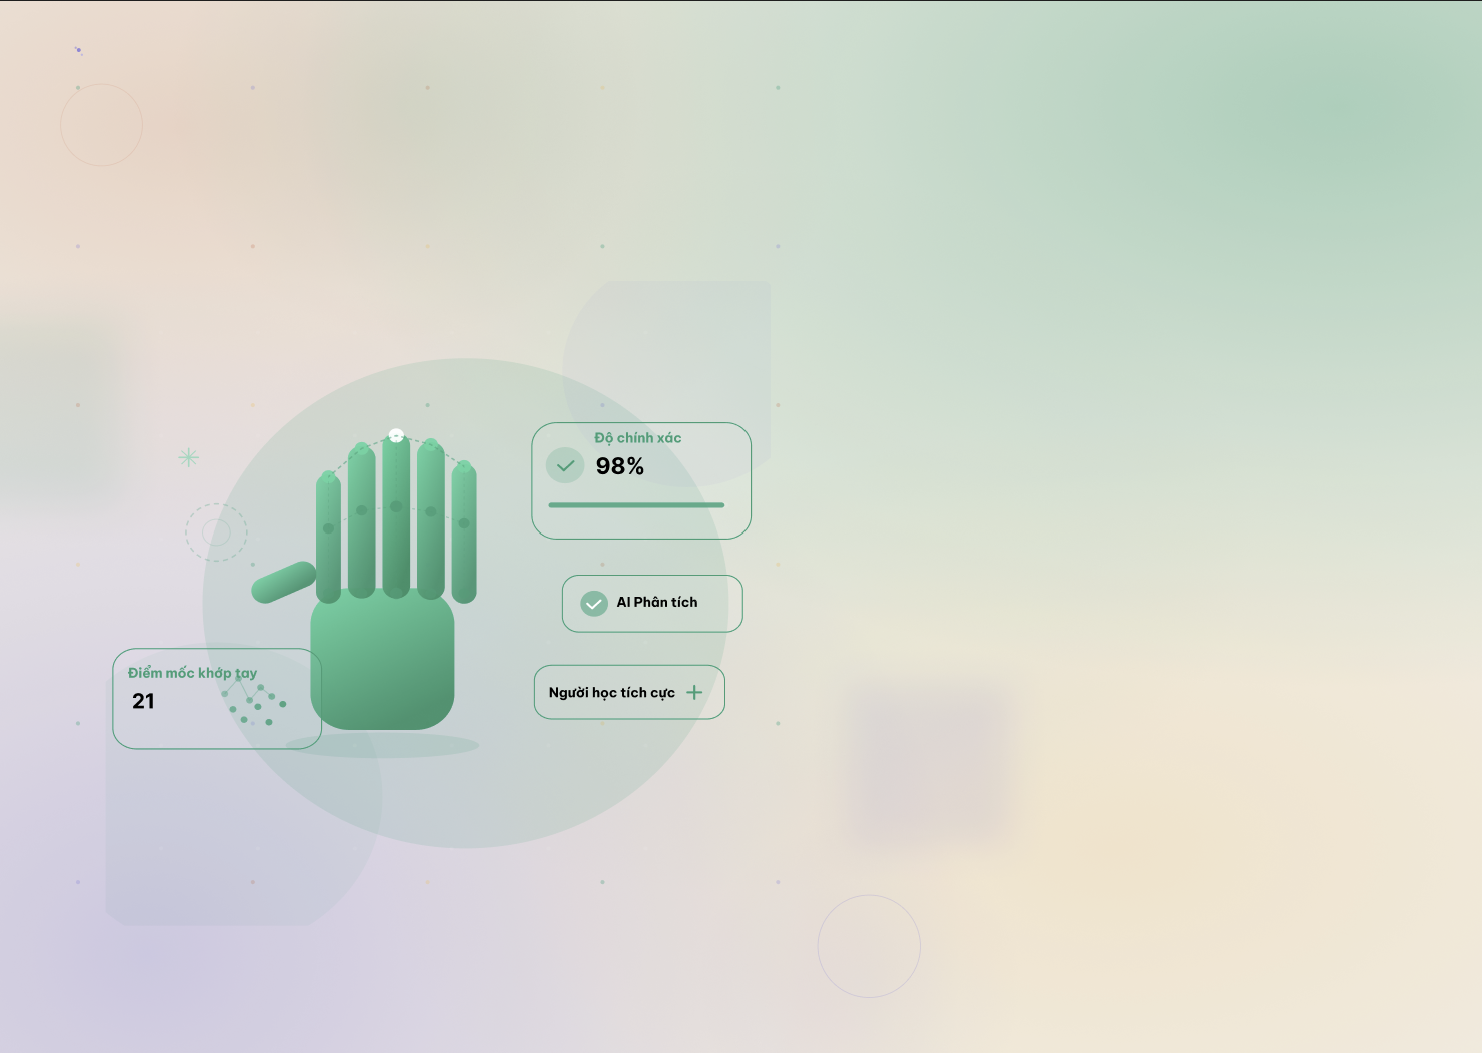 Độ chính xác
98%
AI Phân tích
Điểm mốc khớp tay
21
Người học tích cực